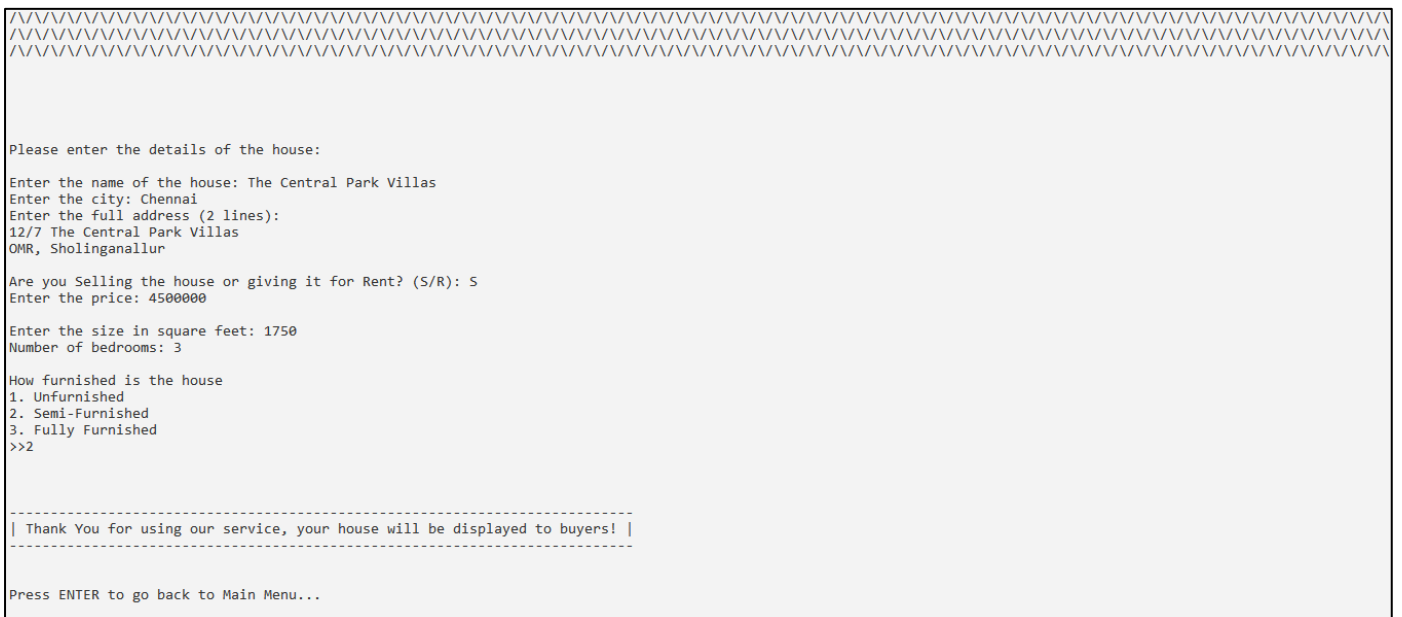 /\/\/\/\/\/\/\/\/\/\/\/\/\/\/\/\/\/\/\/\/\/\/\/\/\/\/\/\/\/\/\/\/\/\/\/\/\/\/\/\/\/\/\/\/\/\/\/\/\/\/\/\/\/\/\/\/\/\/\/\/\/\/\/\/\/\/\/\/\/\/\/\/\/\/\/\/\/\/\/\/\/\/\/\
/\/\/\/\/\/\/\/\/\/\/\/\/\/\/\/\/\/\/\/\/\/\/\/\/\/\/\/\/\/\/\/\/\/\/\/\/\/\/\/\/\/\/\/\/\/\/\/\/\/\/\/\/\/\/\/\/\/\/\/\/\/\/\/\/\/\/\/\/\/\/\/\/\/\/\/\/\/\/\/\/\/\/\/\
/\/\/\/\/\/\/\/\/\/\/\/\/\/\/\/\/\/\/\/\/\/\/\/\/\/\/\/\/\/\/\/\/\/\/\/\/\/\/\/\/\/\/\/\/\/\/\/\/\/\/\/\/\/\/\/\/\/\/\/\/\/\/\/\/\/\/\/\/\/\/\/\/\/\/\/\/\/\/\/\/\/\/\/\
Please enter the details of the house:
Enter the name of the house: The Central Park Villas
Enter the city: Chennai
Enter the full address (2 lines):
12/7 The Central Park Villas
OMR, Sholinganallur
Are you Selling the house or giving it for Rent? (S/R): S
Enter the price: 4500000
Enter the size in square feet: 1750
Number of bedrooms: 3
How furnished is the house
1. Unfurnished
2. Semi-Furnished
3. Fully Furnished
>>2
----------------------------------------------------------------------------
| Thank You for using our service, your house will be displayed to buyers! |
----------------------------------------------------------------------------
Press ENTER to go back to Main Menu...